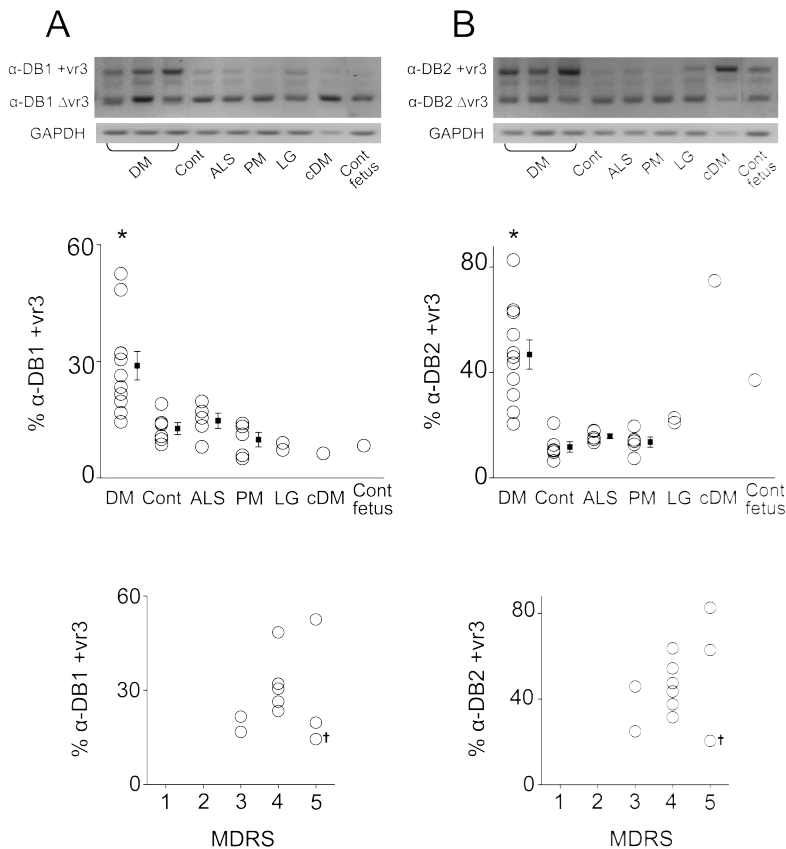 A
α-DB1 +vr3
α-DB1 Δvr3
GAPDH
DM Cont ALS PM LG cDM Cont fetus
60
*
30
0
% α-DB1 +vr3
DM Cont ALS PM LG cDM Cont fetus
60
30
0
% α-DB1 +vr3
†
1 2 3 4 5
MDRS
B
α-DB2 +vr3
α-DB2 Δvr3
GAPDH
DM Cont ALS PM LG cDM Cont fetus
*
80
40
0
% α-DB2 +vr3
DM Cont ALS PM LG cDM Cont fetus
80
40
0
% α-DB2 +vr3
†
1 2 3 4 5
MDRS